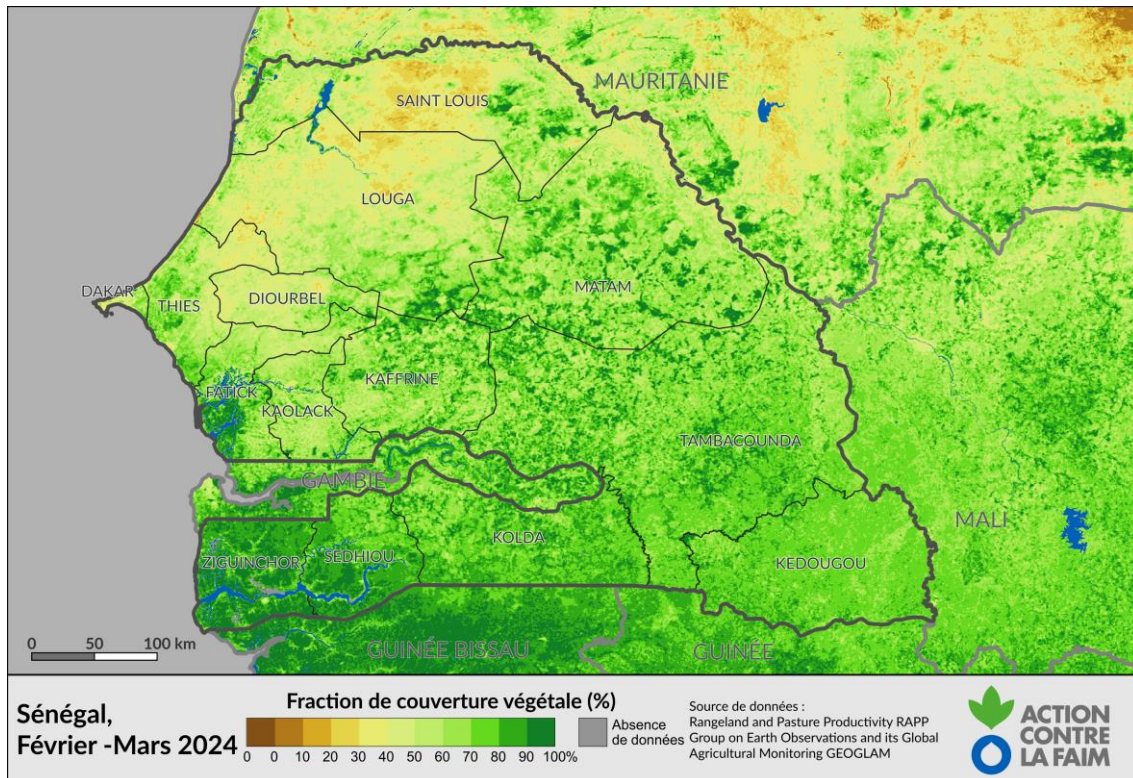 MAURITANIE
SAINT LOUIS
LOUGA
DAKAR
THIES
DIOURBEL
MATAM
FATICK
KAOLACK
KAFFRINE
TAMBACOUNDA
GAMBIE
MALI
ZIGUINCHOR
SEDHIOU
KOLDA
KEDOUGOU
GUINÉE BISSAU
GUINÉE
0 50 100 km
Sénégal,
Février -Mars 2024
Fraction de couverture végétale (%)
0 0 10 20 30 40 50 60 70 80 90 100%
Absence
de données
Source de données :
Rangeland and Pasture Productivity RAPP
Group on Earth Observations and its Global
Agricultural Monitoring GEOGLAM
ACTION
CONTRE
LA FAIM